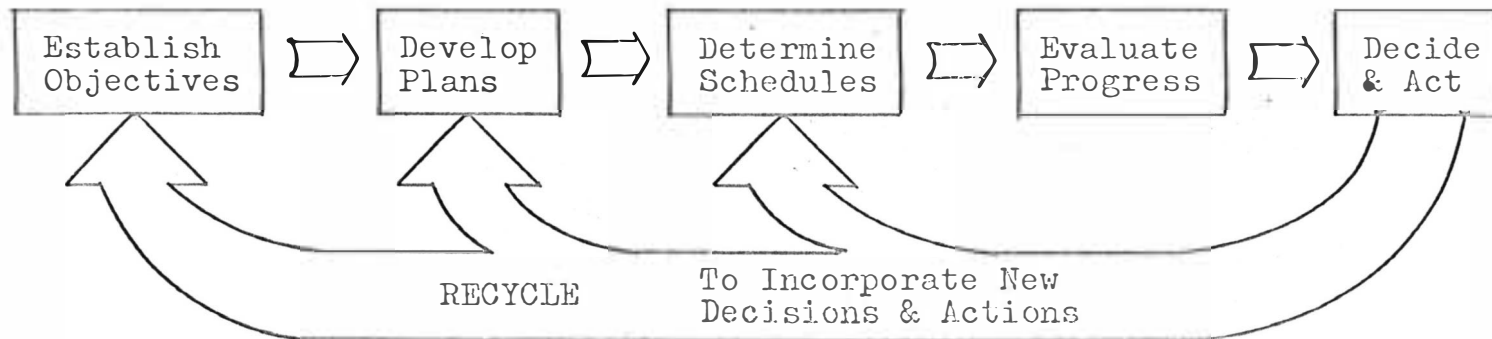 Establish
Objectives
Develop
Plans
Determine
Schedules
Evaluate
Progress
Decide
& Act
RECYCLE
To Incorporate New
Decisions & Actions